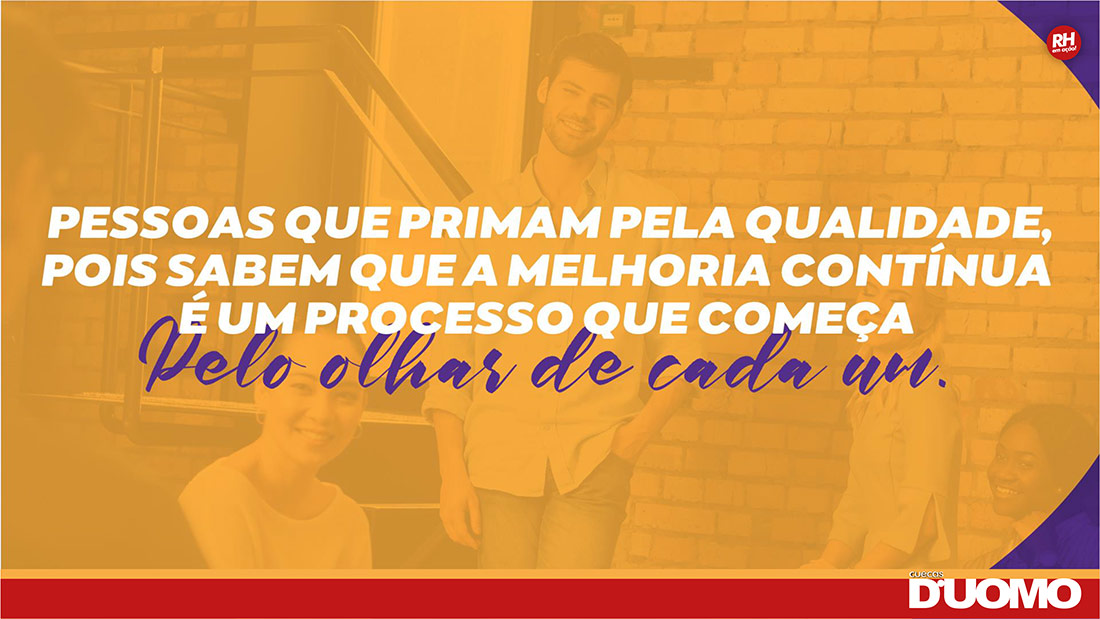 RH
em ação!
PESSOAS QUE PRIMAM PELA QUALIDADE,
POIS SABEM QUE A MELHORIA CONTÍNUA
É UM PROCESSO QUE COMEÇA
Pelo olhar de cada um.
cuecas
D'UOMO